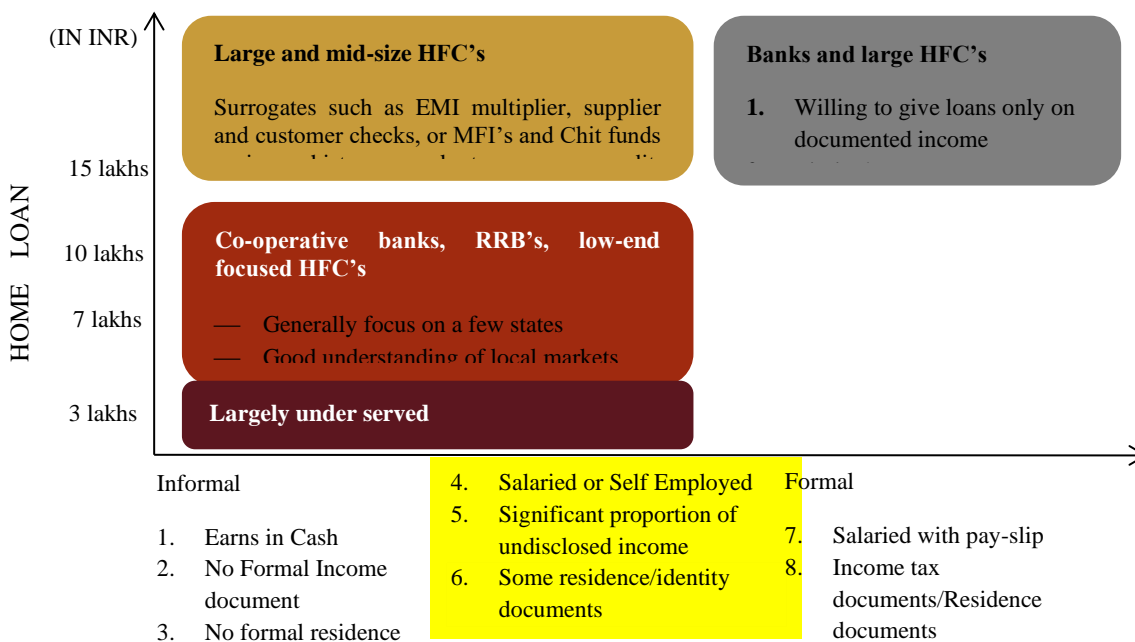 (IN INR)
HOME LOAN
15 lakhs
10 lakhs
7 lakhs
3 lakhs
Large and mid-size HFC’s
Surrogates such as EMI multiplier, supplier
and customer checks, or MFI’s and Chit funds
Banks and large HFC’s
1. Willing to give loans only on
documented income
Co-operative banks, RRB’s, low-end
focused HFC’s
— Generally focus on a few states
— Good understanding of local markets
Largely under served
Informal
1. Earns in Cash
2. No Formal Income
document
3. No formal residence
4. Salaried or Self Employed
5. Significant proportion of
undisclosed income
6. Some residence/identity
documents
Formal
7. Salaried with pay-slip
8. Income tax
documents/Residence
documents